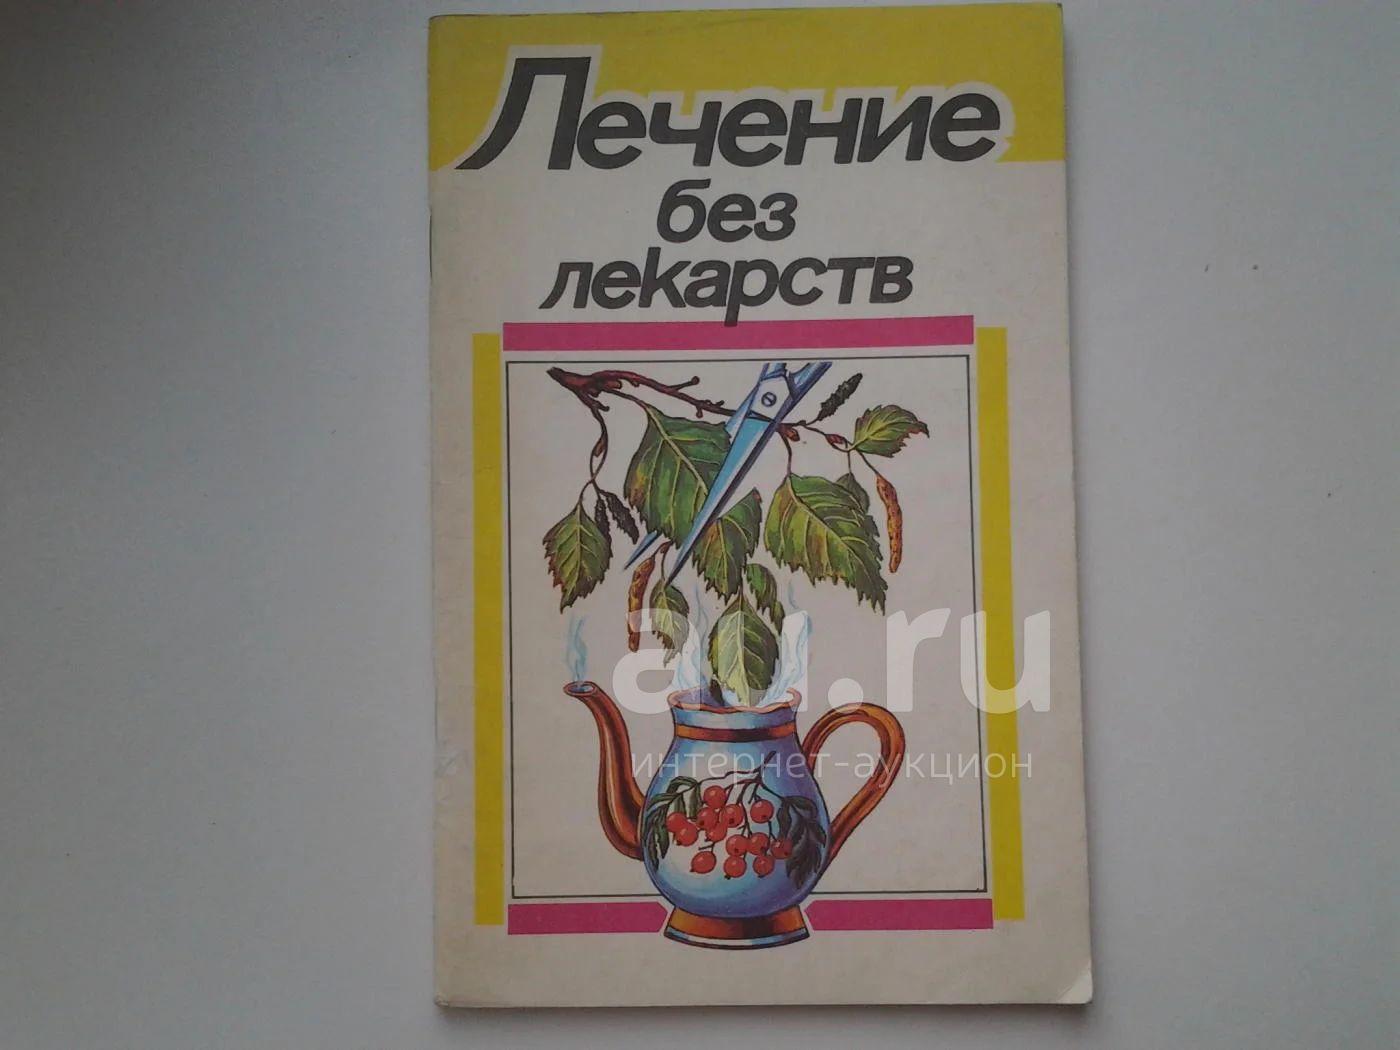 Лечение
без
лекарств
au.ru
интернет-аукцион